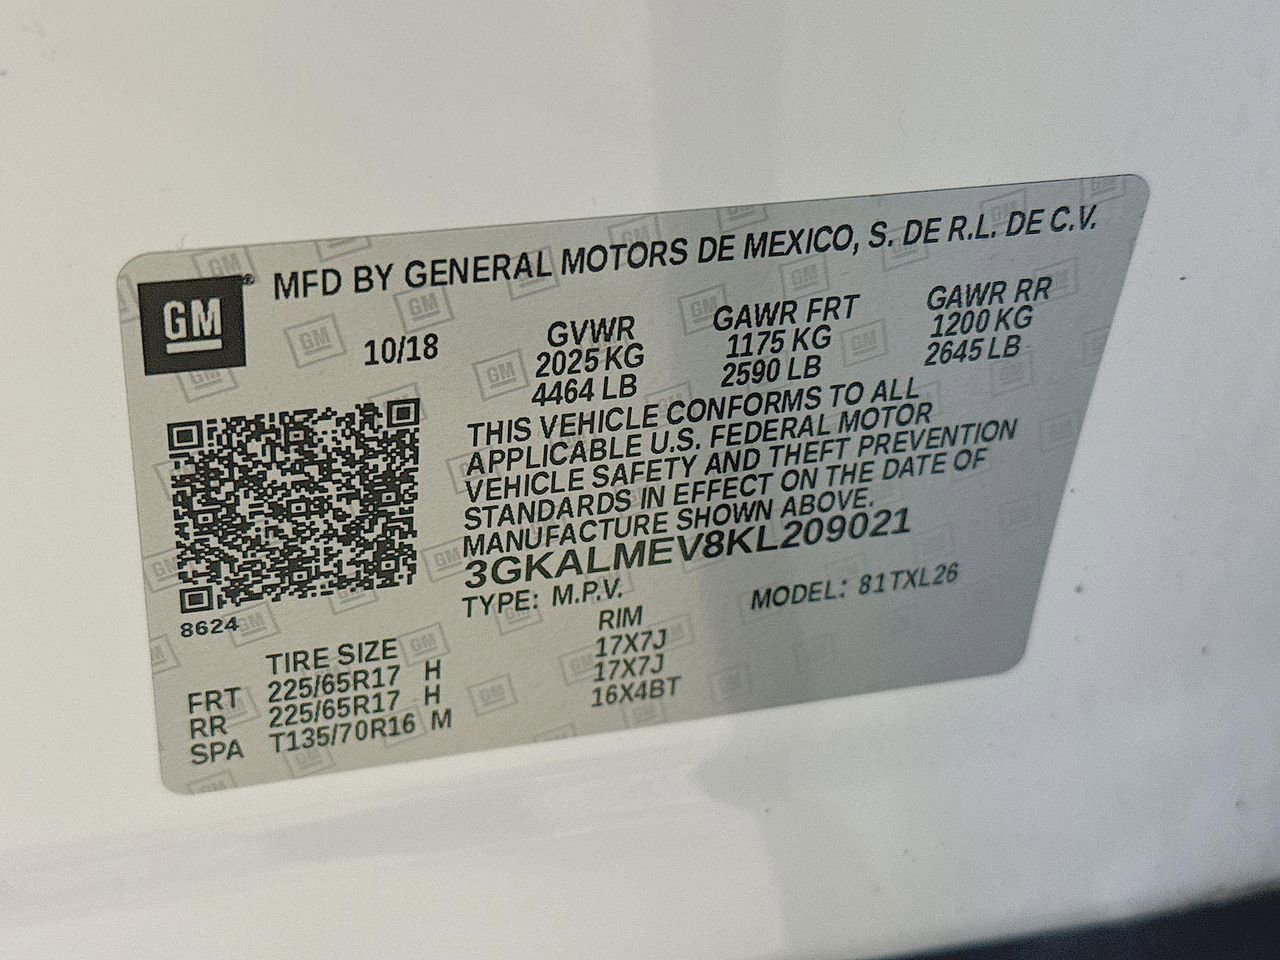 GM MFD BY GENERAL MOTORS DE MEXICO, S. DE R.L. DE C.V.
10/18 GVWR GAWR FRT GAWR RR
2025 KG 1175 KG 1200 KG
4464 LB 2590 LB 2645 LB
THIS VEHICLE CONFORMS TO ALL
APPLICABLE U.S. FEDERAL MOTOR
VEHICLE SAFETY AND THEFT PREVENTION
STANDARDS IN EFFECT ON THE DATE OF
MANUFACTURE SHOWN ABOVE.
3GKALMEV8KL209021
TYPE: M.P.V. MODEL: 81TXL26
8624
TIRE SIZE RIM
FRT 225/65R17 H 17X7J
RR 225/65R17 H 17X7J
SPA T135/70R16 M 16X4BT